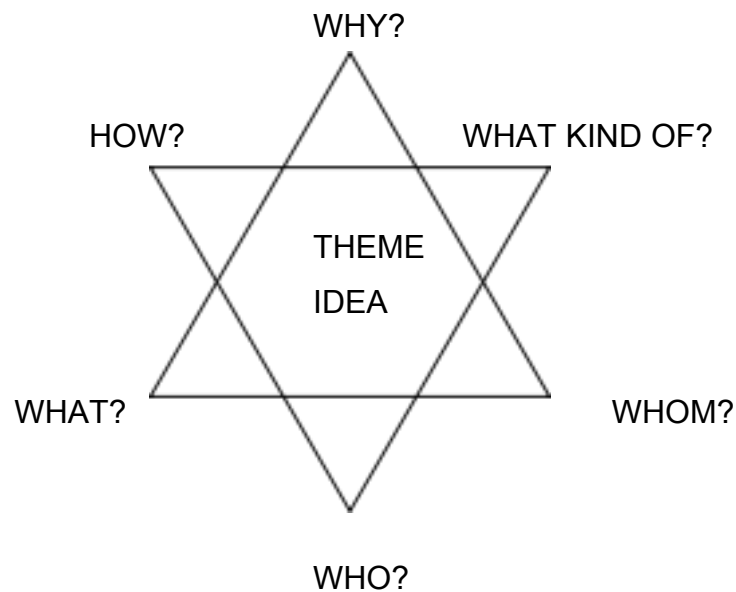 WHY?
HOW?
WHAT KIND OF?
THEME
IDEA
WHAT?
WHOM?
WHO?